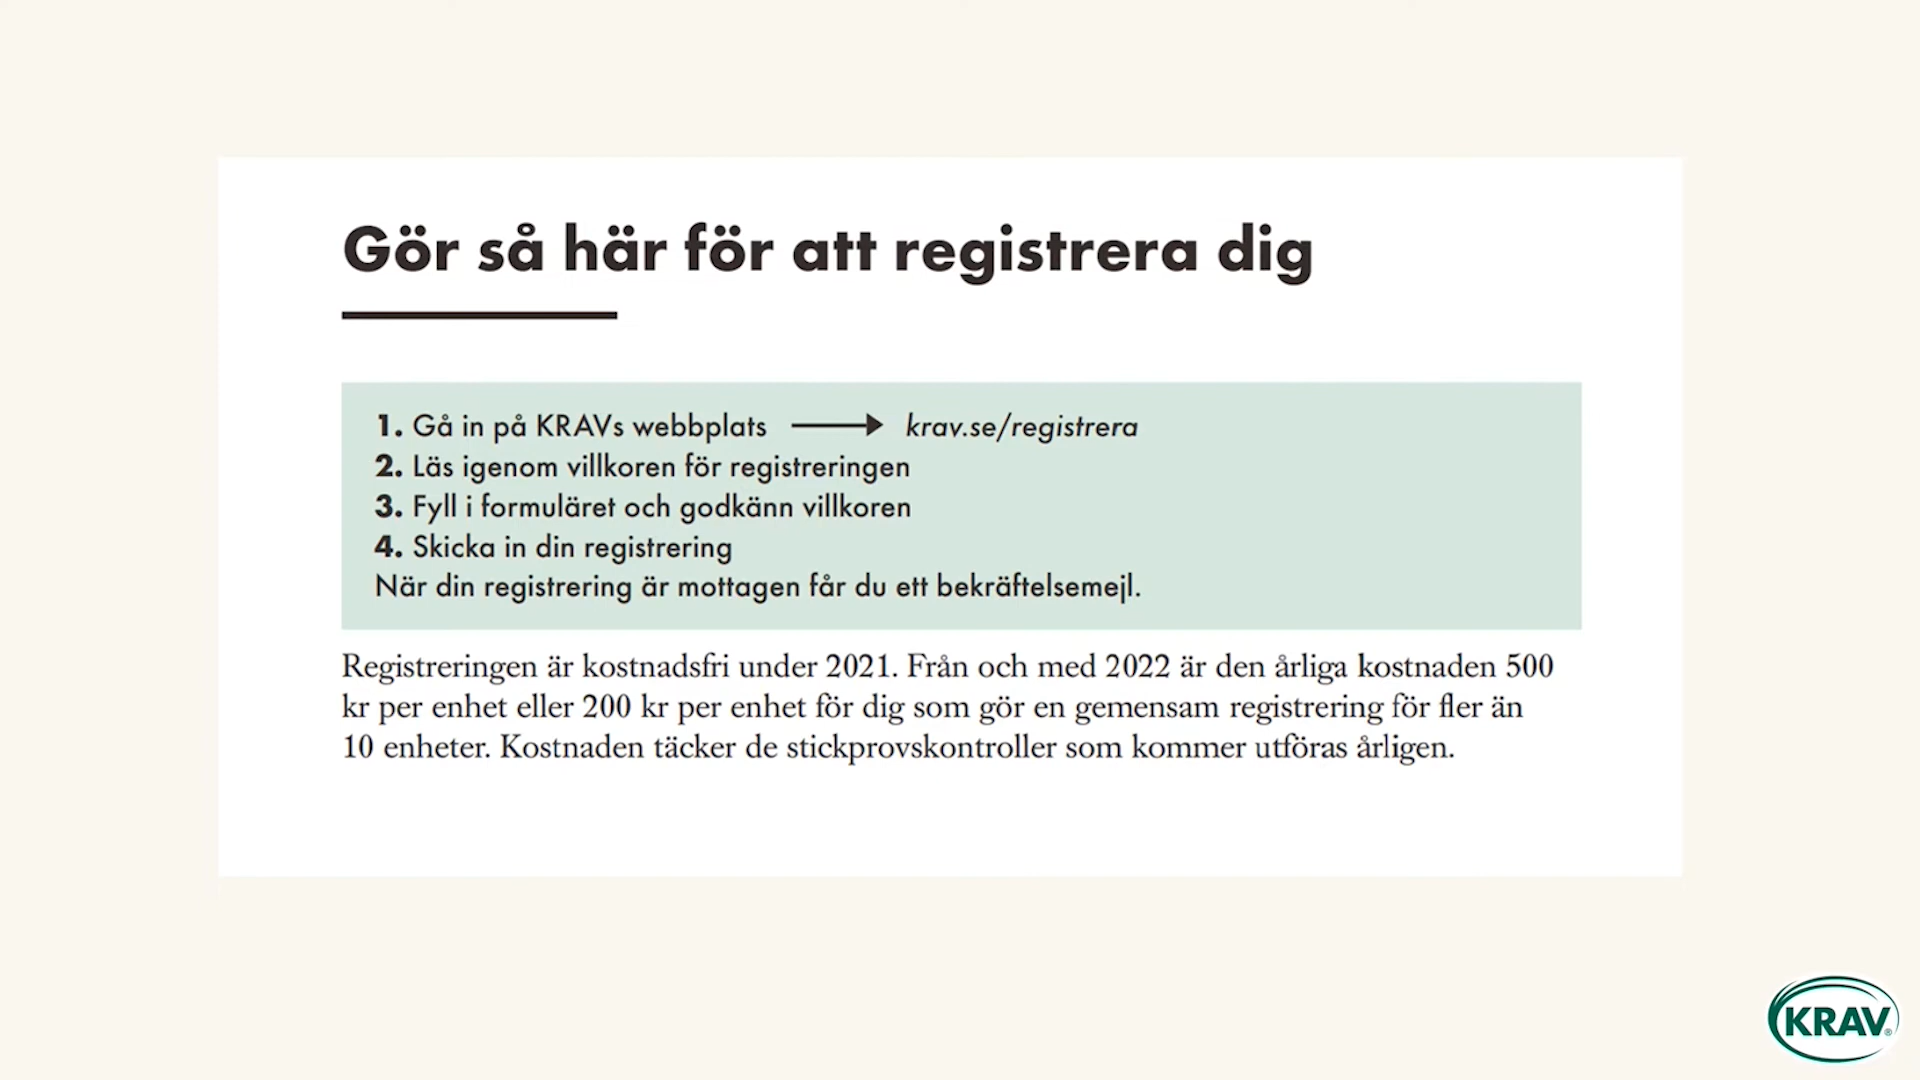 Gör så här för att registrera dig
1. Gå in på KRAVs webbplats → krav.se/registrera
2. Läs igenom villkoren för registreringen
3. Fyll i formuläret och godkänn villkoren
4. Skicka in din registrering
När din registrering är mottagen får du ett bekräftelsemejl.
Registreringen är kostnadsfri under 2021. Från och med 2022 är den årliga kostnaden 500
kr per enhet eller 200 kr per enhet för dig som gör en gemensam registrering för fler än
10 enheter. Kostnaden täcker de stickprovskontroller som kommer utföras årligen.
KRAV®